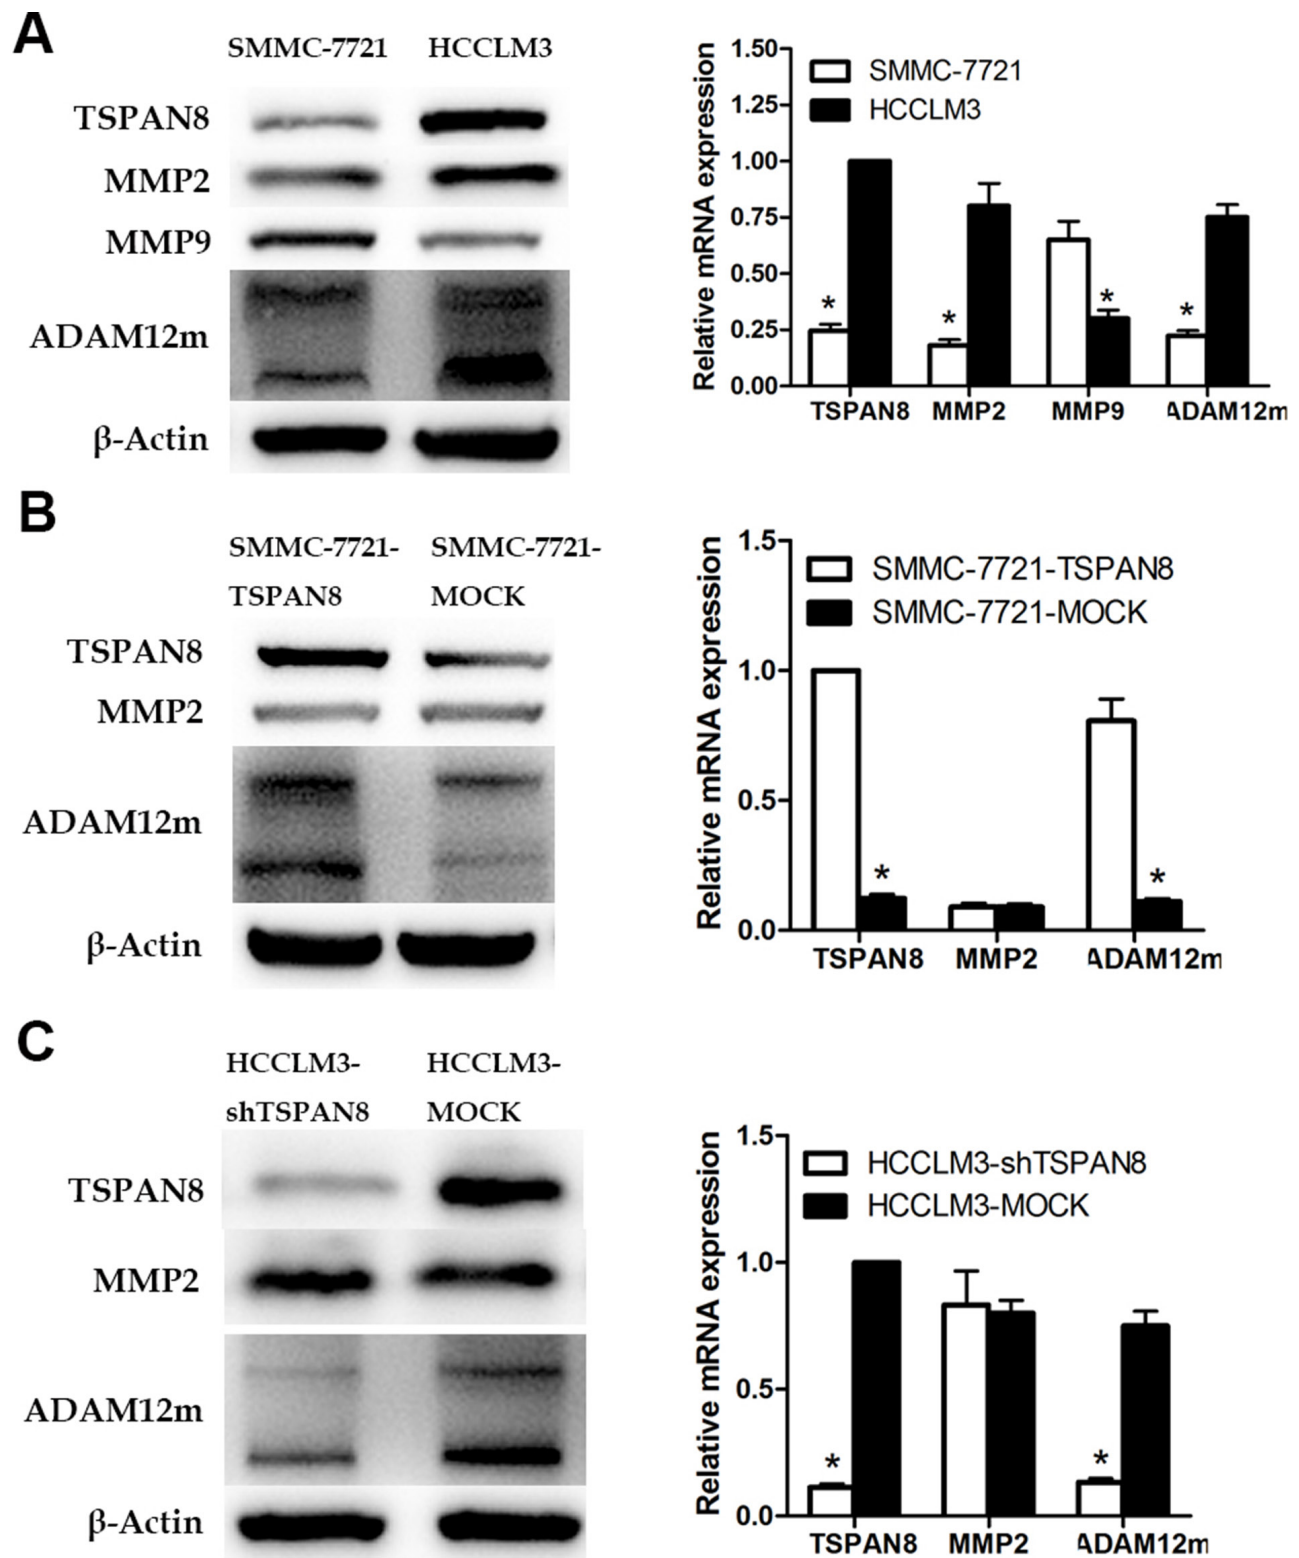 A
SMMC-7721 HCCLM3
TSPAN8
MMP2
MMP9
ADAM12m
β-Actin
Relative mRNA expression
1.50
1.25
1.00
0.75
0.50
0.25
0.00
SMMC-7721
HCCLM3
* * * *
TSPAN8 MMP2 MMP9 ADAM12m
B
SMMC-7721- SMMC-7721-
TSPAN8 MOCK
TSPAN8
MMP2
ADAM12m
β-Actin
Relative mRNA expression
1.5
1.0
0.5
0.0
SMMC-7721-TSPAN8
SMMC-7721-MOCK
* *
TSPAN8 MMP2 ADAM12m
C
HCCLM3- HCCLM3-
shTSPAN8 MOCK
TSPAN8
MMP2
ADAM12m
β-Actin
Relative mRNA expression
1.5
1.0
0.5
0.0
HCCLM3-shTSPAN8
HCCLM3-MOCK
* *
TSPAN8 MMP2 ADAM12m